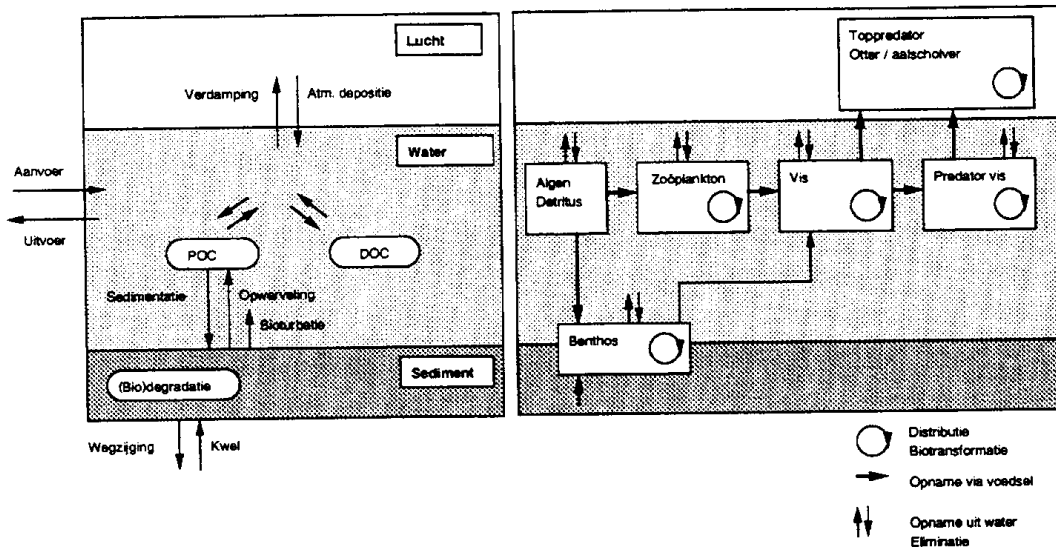 Lucht
Verdamping
Atm. depositie
Water
Aanvoer
Uitvoer
POC
DOC
Sedimentatie
Opwerveling
Bioturbatie
Sediment
(Bio)degradatie
Wegzijging
Kwel
Toppredator
Otter / aalscholver
Algen
Detritus
Zoöplankton
Vis
Predator vis
Benthos
Distributie
Biotransformatie
Opname via voedsel
Opname uit water
Eliminatie